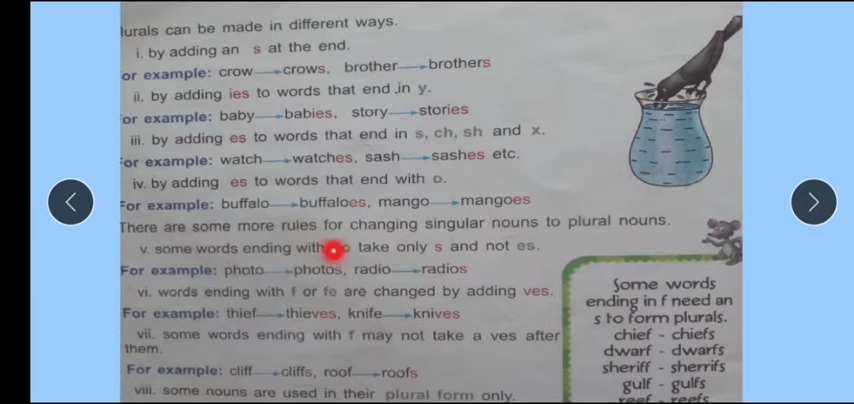 lurals can be made in different ways.
i. by adding an s at the end.
or example: crow crows, brother brothers
ii. by adding ies to words that end in y.
or example: baby babies, story stories
iii. by adding es to words that end in s, ch, sh and x.
For example: watch watches, sash sashes etc.
iv. by adding es to words that end with o.
For example: buffalo buffaloes, mango mangoes
There are some more rules for changing singular nouns to plural nouns.
v. some words ending with o take only s and not es.
For example: photo photos, radio radios
vi. words ending with f or fe are changed by adding ves.
For example: thief thieves, knife knives
vii. some words ending with f may not take a ves after
them.
For example: cliff cliffs, roof roofs
viii. some nouns are used in their plural form only.
Some words
ending in f need an
s to form plurals.
chief - chiefs
dwarf - dwarfs
sheriff - sherrifs
gulf - gulfs
reef - reefs